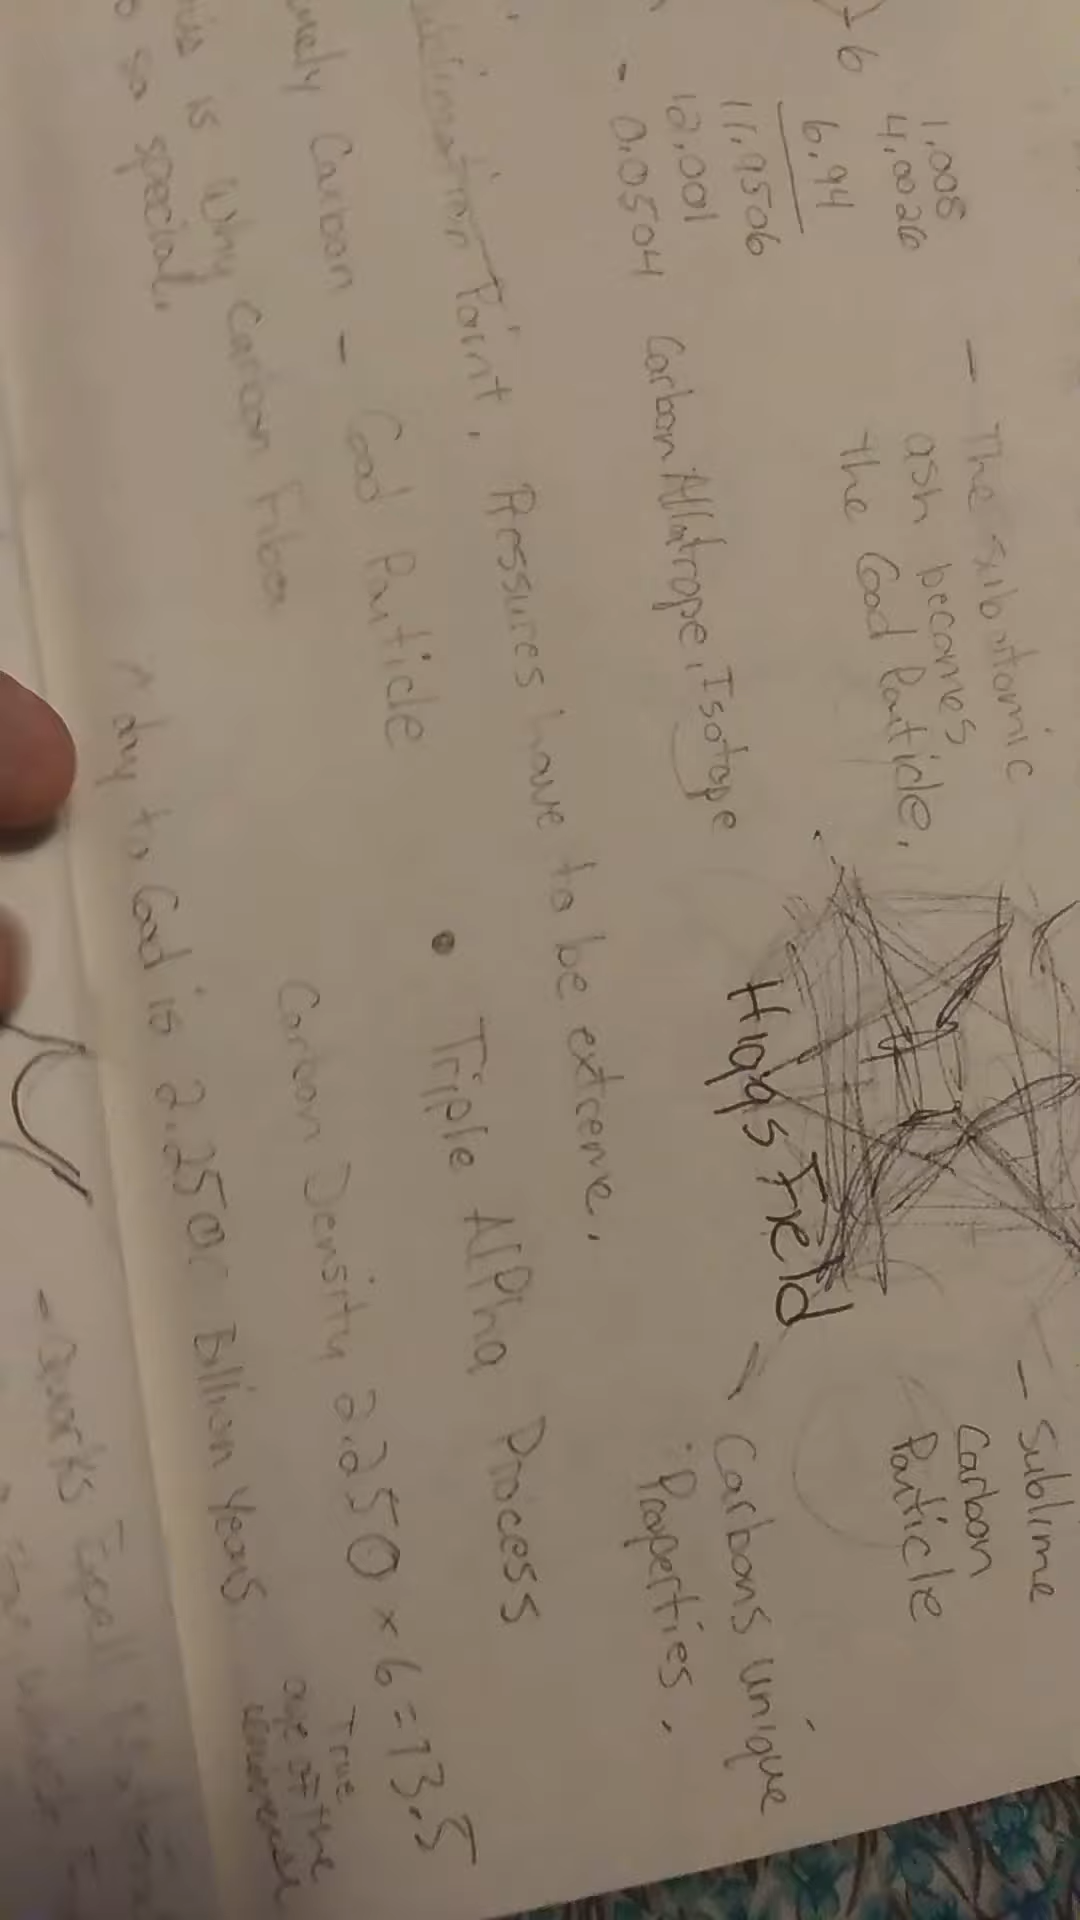 } 6
1.008
4.0026
6.94
11.9506
12.001
- 0.0504
- The subatomic
ash becomes
the God Particle.
- Sublime
Carbon
Particle
Higgs Field
- Carbons unique
Properties.
Carbon Allatrope, Isotope
Point. Pressures have to be extreme.
• Triple Alpha Process
Carbon - God Particle
Carbon Density 2.250 × 6 = 13.5
True
age of the
universe
is why Carbon Fiber
so special.
A day to God is 2.250 Billion Years
- Quarks